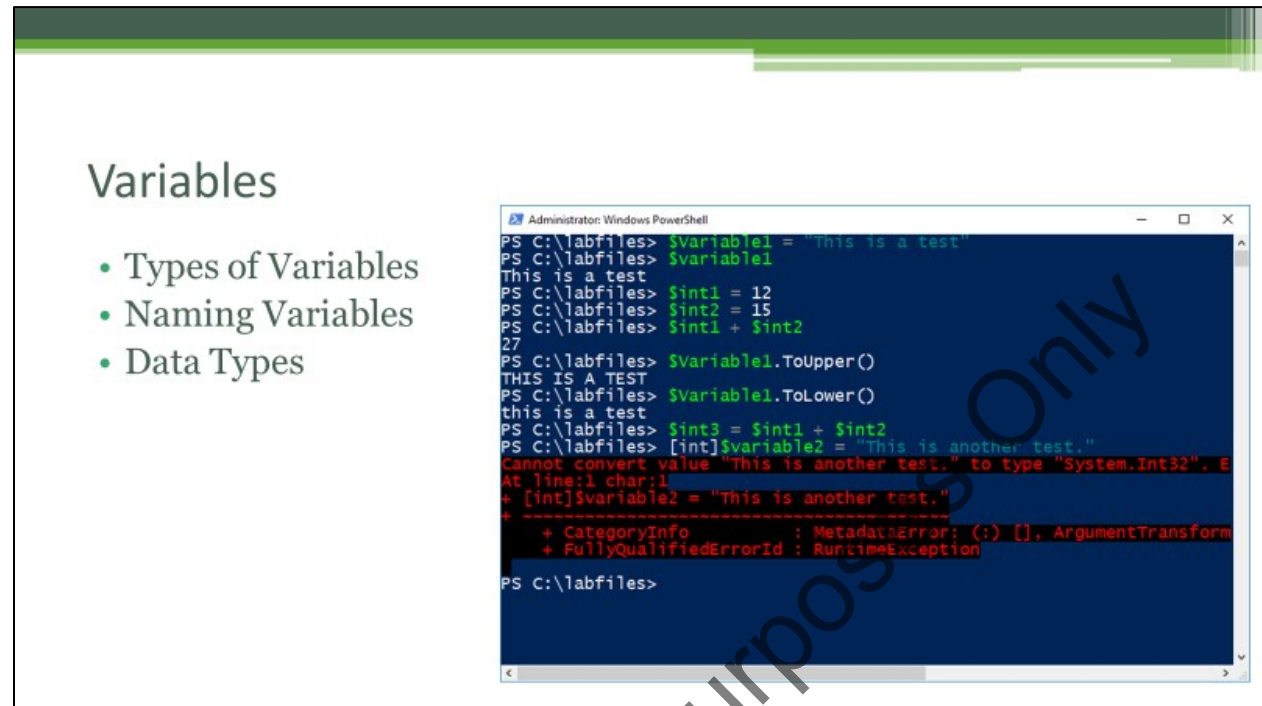 Variables
• Types of Variables
• Naming Variables
• Data Types
Administrator: Windows PowerShell
PS C:\labfiles> $Variable1 = "This is a test"
PS C:\labfiles> $variable1
This is a test
PS C:\labfiles> $int1 = 12
PS C:\labfiles> $int2 = 15
PS C:\labfiles> $int1 + $int2
27
PS C:\labfiles> $Variable1.ToUpper()
THIS IS A TEST
PS C:\labfiles> $Variable1.ToLower()
this is a test
PS C:\labfiles> $int3 = $int1 + $int2
PS C:\labfiles> [int]$variable2 = "This is another test."
Cannot convert value "This is another test." to type "System.Int32". E
At line:1 char:1
+ [int]$variable2 = "This is another test."
+ ~~~~~~~~~~~~~~~~~~~~~~~~~~~~~~~~~~~~~~~~~
+ CategoryInfo : MetadataError: (:) [], ArgumentTransform
+ FullyQualifiedErrorId : RuntimeException
PS C:\labfiles>
urposes Only